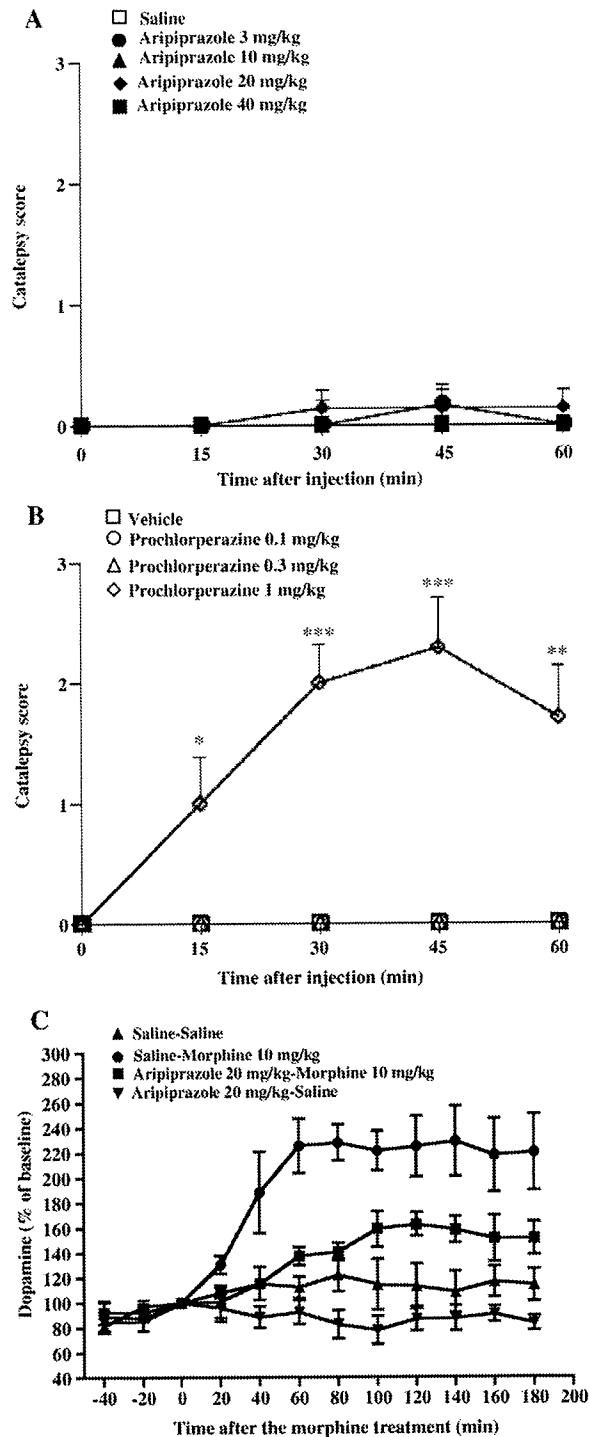 A
Saline
Aripiprazole 3 mg/kg
Aripiprazole 10 mg/kg
Aripiprazole 20 mg/kg
Aripiprazole 40 mg/kg
3
2
1
0
Catalepsy score
0 15 30 45 60
Time after injection (min)
B
Vehicle
Prochlorperazine 0.1 mg/kg
Prochlorperazine 0.3 mg/kg
Prochlorperazine 1 mg/kg
3
2
1
0
Catalepsy score
*
***
***
**
0 15 30 45 60
Time after injection (min)
C
Saline-Saline
Saline-Morphine 10 mg/kg
Aripiprazole 20 mg/kg-Morphine 10 mg/kg
Aripiprazole 20 mg/kg-Saline
300
280
260
240
220
200
180
160
140
120
100
80
60
40
Dopamine (% of baseline)
-40 -20 0 20 40 60 80 100 120 140 160 180 200
Time after the morphine treatment (min)